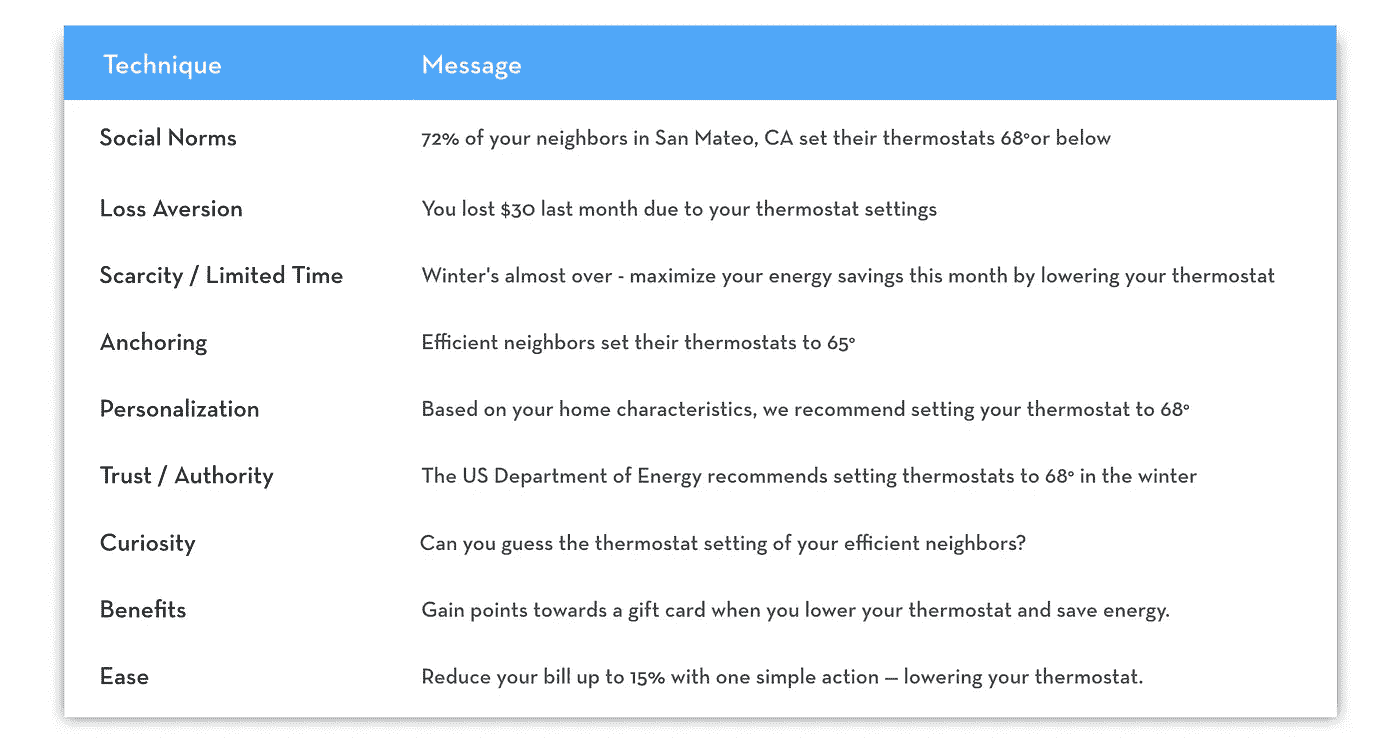 Technique Message
Social Norms 72% of your neighbors in San Mateo, CA set their thermostats 68°or below
Loss Aversion You lost $30 last month due to your thermostat settings
Scarcity / Limited Time Winter's almost over - maximize your energy savings this month by lowering your thermostat
Anchoring Efficient neighbors set their thermostats to 65°
Personalization Based on your home characteristics, we recommend setting your thermostat to 68°
Trust / Authority The US Department of Energy recommends setting thermostats to 68° in the winter
Curiosity Can you guess the thermostat setting of your efficient neighbors?
Benefits Gain points towards a gift card when you lower your thermostat and save energy.
Ease Reduce your bill up to 15% with one simple action — lowering your thermostat.